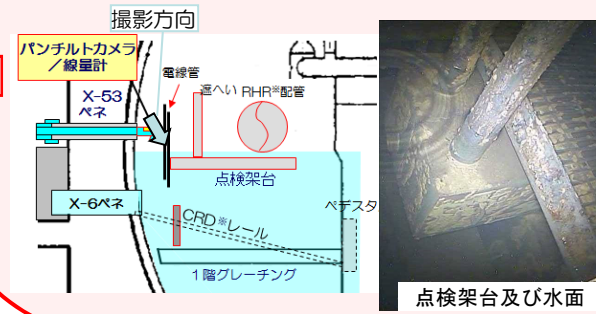 撮影方向
パンチルトカメラ
／線量計
電線管
X-53
ペネ
遮へい
RHR※配管
点検架台
X-6ペネ
CRD※レール
ペデスタ
１階グレーチング
点検架台及び水面